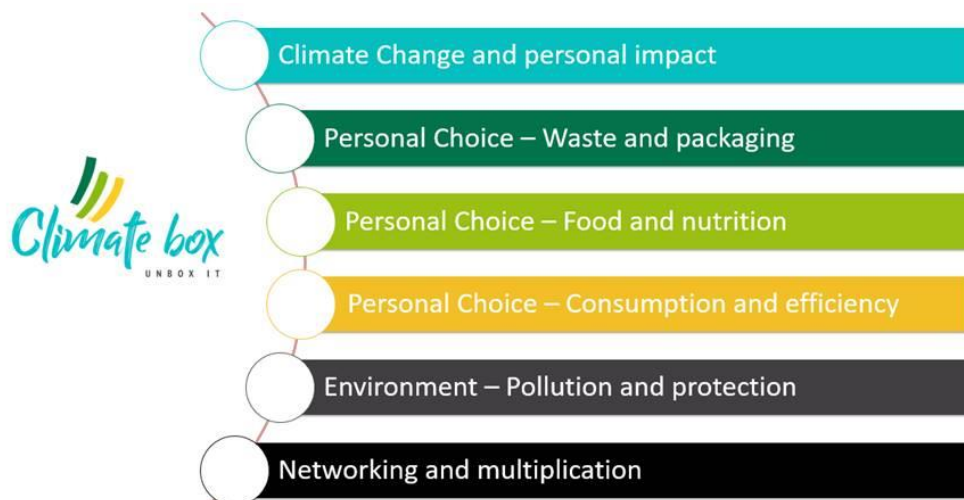 Climate Change and personal impact
Personal Choice – Waste and packaging
Personal Choice – Food and nutrition
Climate box
UNBOX IT
Personal Choice – Consumption and efficiency
Environment – Pollution and protection
Networking and multiplication